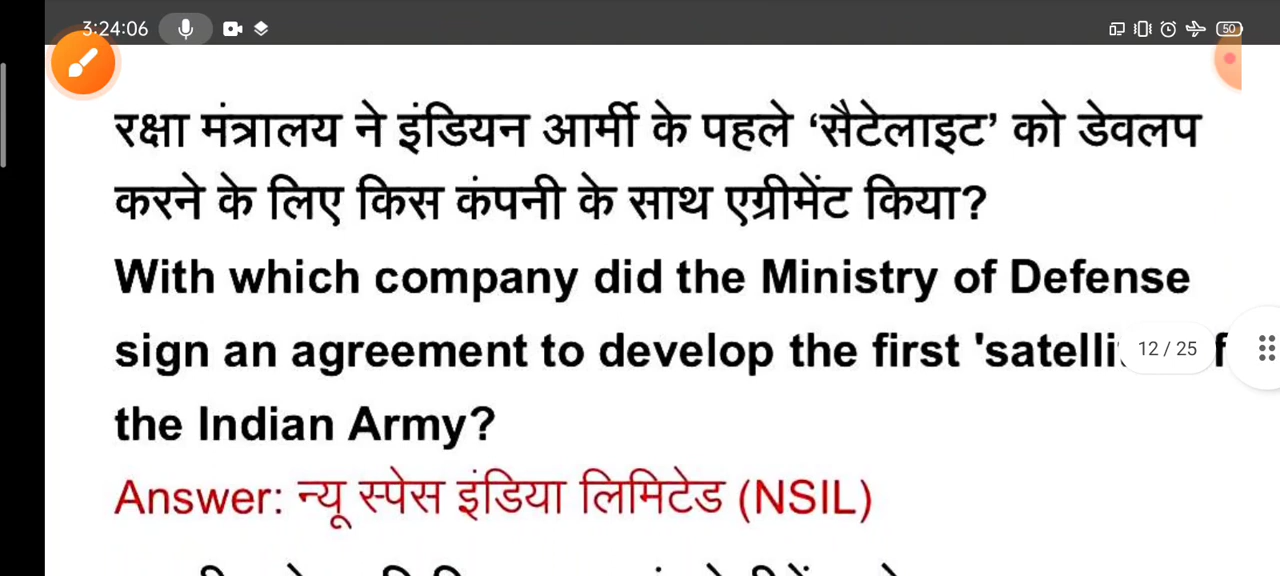 3:24:06
50
रक्षा मंत्रालय ने इंडियन आर्मी के पहले ‘सैटेलाइट’ को डेवलप
करने के लिए किस कंपनी के साथ एग्रीमेंट किया?
With which company did the Ministry of Defense
sign an agreement to develop the first 'satelli
12 / 25
the Indian Army?
Answer: न्यू स्पेस इंडिया लिमिटेड (NSIL)